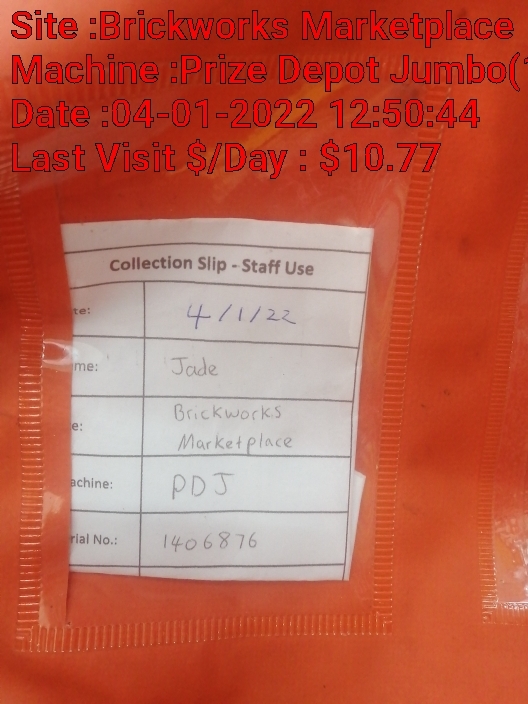 Site :Brickworks Marketplace
Machine :Prize Depot Jumbo(
Date :04-01-2022 12:50:44
Last Visit $/Day : $10.77
Collection Slip - Staff Use
te: 4/1/22
me: Jade
e: Brickworks
Marketplace
achine: PDJ
rial No.: 1406876